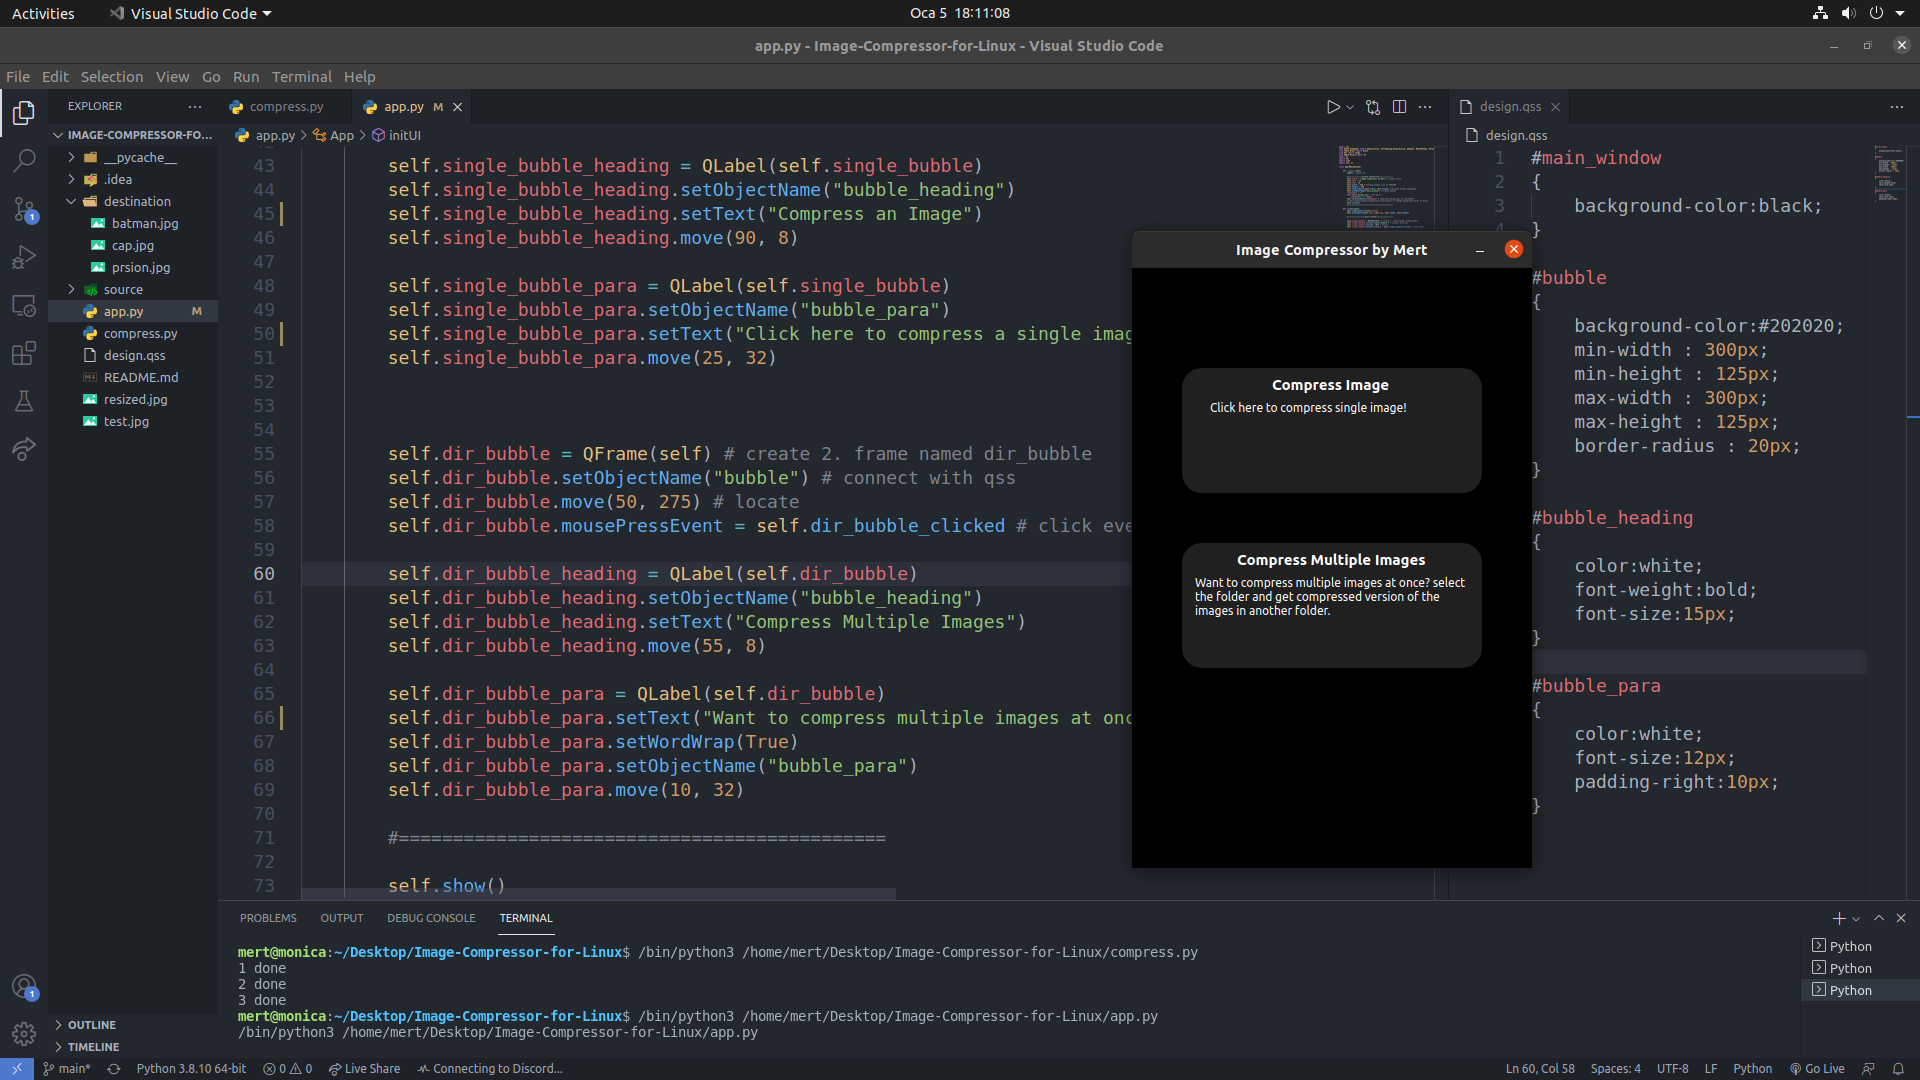 Activities
Visual Studio Code
Oca 5 18:11:08
app.py - Image-Compressor-for-Linux - Visual Studio Code
File Edit Selection View Go Run Terminal Help
EXPLORER
IMAGE-COMPRESSOR-FO...
__pycache__
.idea
destination
batman.jpg
cap.jpg
prsion.jpg
source
app.py M
compress.py
design.qss
README.md
resized.jpg
test.jpg
OUTLINE
TIMELINE
1
1
compress.py
app.py M
app.py > App > initUI
43 self.single_bubble_heading = QLabel(self.single_bubble)
44 self.single_bubble_heading.setObjectName("bubble_heading")
45 self.single_bubble_heading.setText("Compress an Image")
46 self.single_bubble_heading.move(90, 8)
47
48 self.single_bubble_para = QLabel(self.single_bubble)
49 self.single_bubble_para.setObjectName("bubble_para")
50 self.single_bubble_para.setText("Click here to compress a single imag
51 self.single_bubble_para.move(25, 32)
52
53
54
55 self.dir_bubble = QFrame(self) # create 2. frame named dir_bubble
56 self.dir_bubble.setObjectName("bubble") # connect with qss
57 self.dir_bubble.move(50, 275) # locate
58 self.dir_bubble.mousePressEvent = self.dir_bubble_clicked # click eve
59
60 self.dir_bubble_heading = QLabel(self.dir_bubble)
61 self.dir_bubble_heading.setObjectName("bubble_heading")
62 self.dir_bubble_heading.setText("Compress Multiple Images")
63 self.dir_bubble_heading.move(55, 8)
64
65 self.dir_bubble_para = QLabel(self.dir_bubble)
66 self.dir_bubble_para.setText("Want to compress multiple images at onc
67 self.dir_bubble_para.setWordWrap(True)
68 self.dir_bubble_para.setObjectName("bubble_para")
69 self.dir_bubble_para.move(10, 32)
70
71 #=============================================
72
73 self.show()
Image Compressor by Mert
Compress Image
Click here to compress single image!
Compress Multiple Images
Want to compress multiple images at once? select
the folder and get compressed version of the
images in another folder.
design.qss
design.qss
1 #main_window
2 {
3 background-color:black;
}
#bubble
{
background-color:#202020;
min-width : 300px;
min-height : 125px;
max-width : 300px;
max-height : 125px;
border-radius : 20px;
}
#bubble_heading
{
color:white;
font-weight:bold;
font-size:15px;
}
#bubble_para
{
color:white;
font-size:12px;
padding-right:10px;
}
PROBLEMS OUTPUT DEBUG CONSOLE TERMINAL
mert@monica:~/Desktop/Image-Compressor-for-Linux$ /bin/python3 /home/mert/Desktop/Image-Compressor-for-Linux/compress.py
1 done
2 done
3 done
mert@monica:~/Desktop/Image-Compressor-for-Linux$ /bin/python3 /home/mert/Desktop/Image-Compressor-for-Linux/app.py
/bin/python3 /home/mert/Desktop/Image-Compressor-for-Linux/app.py
Python
Python
Python
main* Python 3.8.10 64-bit 0 0 Live Share Connecting to Discord... Ln 60, Col 58 Spaces: 4 UTF-8 LF Python Go Live